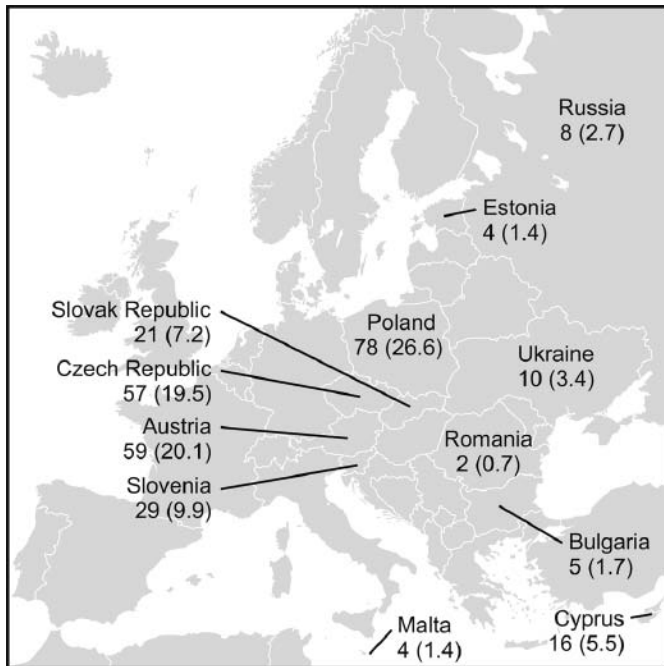 Russia
8 (2.7)
Estonia
4 (1.4)
Slovak Republic
21 (7.2)
Poland
78 (26.6)
Ukraine
10 (3.4)
Czech Republic
57 (19.5)
Austria
59 (20.1)
Romania
2 (0.7)
Slovenia
29 (9.9)
Bulgaria
5 (1.7)
Malta
4 (1.4)
Cyprus
16 (5.5)